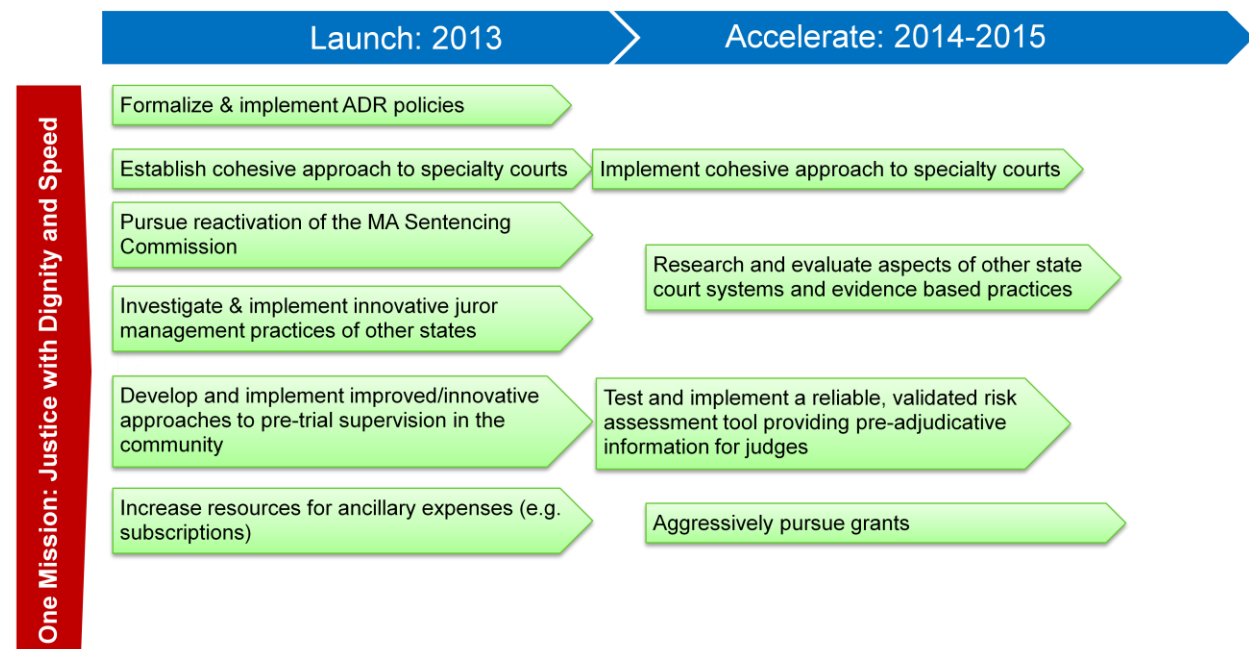 Launch: 2013
Accelerate: 2014-2015
One Mission: Justice with Dignity and Speed
Formalize & implement ADR policies
Establish cohesive approach to specialty courts
Implement cohesive approach to specialty courts
Pursue reactivation of the MA Sentencing
Commission
Research and evaluate aspects of other state
court systems and evidence based practices
Investigate & implement innovative juror
management practices of other states
Develop and implement improved/innovative
approaches to pre-trial supervision in the
community
Test and implement a reliable, validated risk
assessment tool providing pre-adjudicative
information for judges
Increase resources for ancillary expenses (e.g.
subscriptions)
Aggressively pursue grants